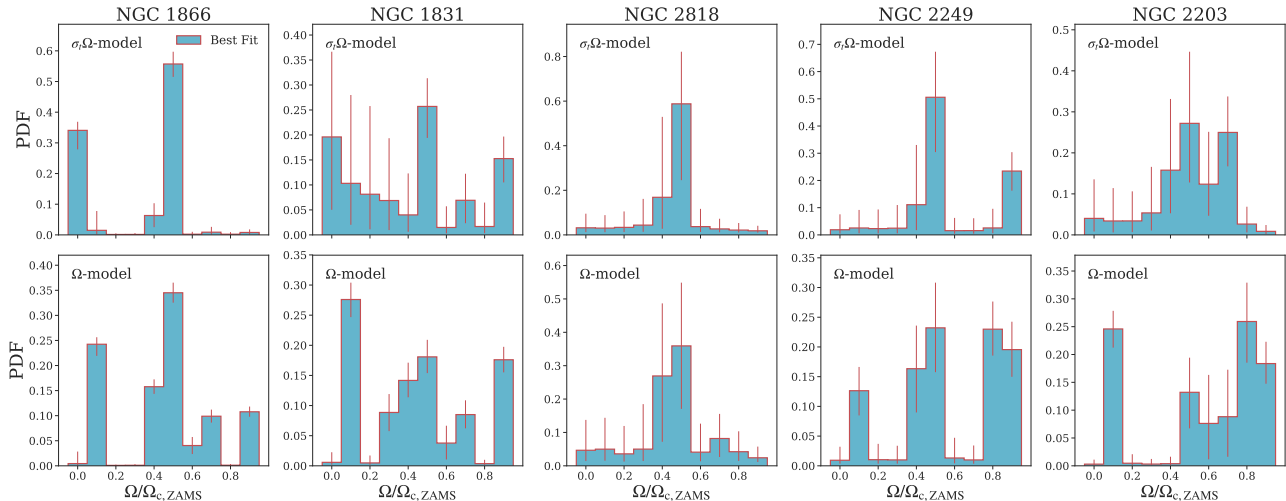 NGC 1866 NGC 1831 NGC 2818 NGC 2249 NGC 2203
σₜΩ-model Best Fit σₜΩ-model σₜΩ-model σₜΩ-model σₜΩ-model
PDF
0.6 0.5 0.4 0.3 0.2 0.1 0.0
0.40 0.35 0.30 0.25 0.20 0.15 0.10 0.05 0.00
0.8 0.6 0.4 0.2 0.0
0.7 0.6 0.5 0.4 0.3 0.2 0.1 0.0
0.5 0.4 0.3 0.2 0.1 0.0
Ω-model Ω-model Ω-model Ω-model Ω-model
PDF
0.40 0.35 0.30 0.25 0.20 0.15 0.10 0.05 0.00
0.35 0.30 0.25 0.20 0.15 0.10 0.05 0.00
0.6 0.5 0.4 0.3 0.2 0.1 0.0
0.40 0.35 0.30 0.25 0.20 0.15 0.10 0.05 0.00
0.35 0.30 0.25 0.20 0.15 0.10 0.05 0.00
0.0 0.2 0.4 0.6 0.8 0.0 0.2 0.4 0.6 0.8 0.0 0.2 0.4 0.6 0.8 0.0 0.2 0.4 0.6 0.8 0.0 0.2 0.4 0.6 0.8
Ω/Ωc, ZAMS Ω/Ωc, ZAMS Ω/Ωc, ZAMS Ω/Ωc, ZAMS Ω/Ωc, ZAMS